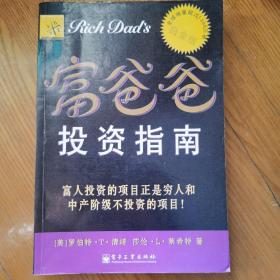 Rich Dad's
富爸爸
投资指南
富人投资的项目正是穷人和
中产阶级不投资的项目！
[美]罗伯特·T·清崎 莎伦·L·莱希特 著
电子工业出版社